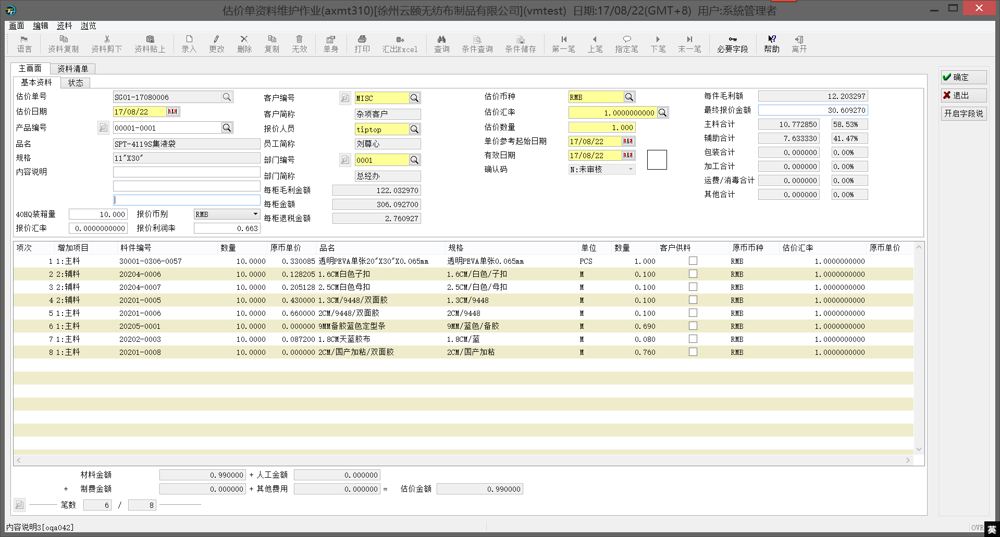 估价单资料维护作业(axmt310)[徐州云颐无纺布制品有限公司](vmtest)  日期:17/08/22(GMT+8)  用户:系統管理者
画面 编辑 资料 浏览
语言 资料复制 资料剪下 资料贴上 录入 更改 删除 复制 无效 单身 打印 汇出Excel 查询 条件查询 条件储存 第一笔 上笔 指定笔 下笔 末一笔 必要字段 帮助 离开
主画面 资料清单
基本资料 状态
确定
退出
开启字段说
估价单号 SG01-17080006
估价日期 17/08/22
产品编号 00001-0001
品名 SPT-4119S集液袋
规格 11"X30"
内容说明
40HQ装箱量 10.000 报价币别 RMB
报价汇率 0.0000000000 报价利润率 0.663
客户编号 MISC
客户简称 杂项客户
报价人员 tiptop
员工简称 刘尊心
部门编号 0001
部门简称 总经办
每柜毛利金额 122.032970
每柜金额 306.092700
每柜退税金额 2.760927
估价币种 RMB
估价汇率 1.0000000000
估价数量 1.000
单价参考起始日期 17/08/22
有效日期 17/08/22
确认码 N:未审核
每件毛利额 12.203297
最终报价金额 30.609270
主料合计 10.772850 58.53%
辅助合计 7.633330 41.47%
包装合计 0.000000 0.00%
加工合计 0.000000 0.00%
运费/消毒合计 0.000000 0.00%
其他合计 0.000000 0.00%
项次 增加项目 料件编号 数量 原币单价 品名 规格 单位 数量 客户供料 原币币种 估价汇率 原币单价
1 1:主料 30001-0306-0057 10.0000 0.330085 透明PEVA单张20"X30"X0.065mm 透明PEVA单张0.065mm PCS 1.000 RMB 1.0000000000
2 2:辅料 20204-0006 10.0000 0.128205 1.6CM白色子扣 1.6CM/白色/子扣 M 0.100 RMB 1.0000000000
3 2:辅料 20204-0007 10.0000 0.205128 2.5CM白色母扣 2.5CM/白色/母扣 M 0.100 RMB 1.0000000000
4 2:辅料 20201-0005 10.0000 0.430000 1.3CM/9448/双面胶 1.3CM/9448 M 0.100 RMB 1.0000000000
5 1:主料 20201-0006 10.0000 0.660000 2CM/9448/双面胶 2CM/9448 M 0.100 RMB 1.0000000000
6 1:主料 20205-0001 10.0000 0.000000 9MM备胶蓝色定型条 9MM/蓝色/备胶 M 0.690 RMB 1.0000000000
7 1:主料 20202-0003 10.0000 0.087200 1.8CM天蓝胶布 1.8CM/蓝 M 0.080 RMB 1.0000000000
8 1:主料 20201-0008 10.0000 0.000000 2CM/国产加粘/双面胶 2CM/国产加粘 M 0.760 RMB 1.0000000000
材料金额 0.990000 + 人工金额 0.000000
+ 制费金额 0.000000 + 其他费用 0.000000 = 估价金额 0.990000
笔数 6 / 8
内容说明3[oqa042]
OVR 英